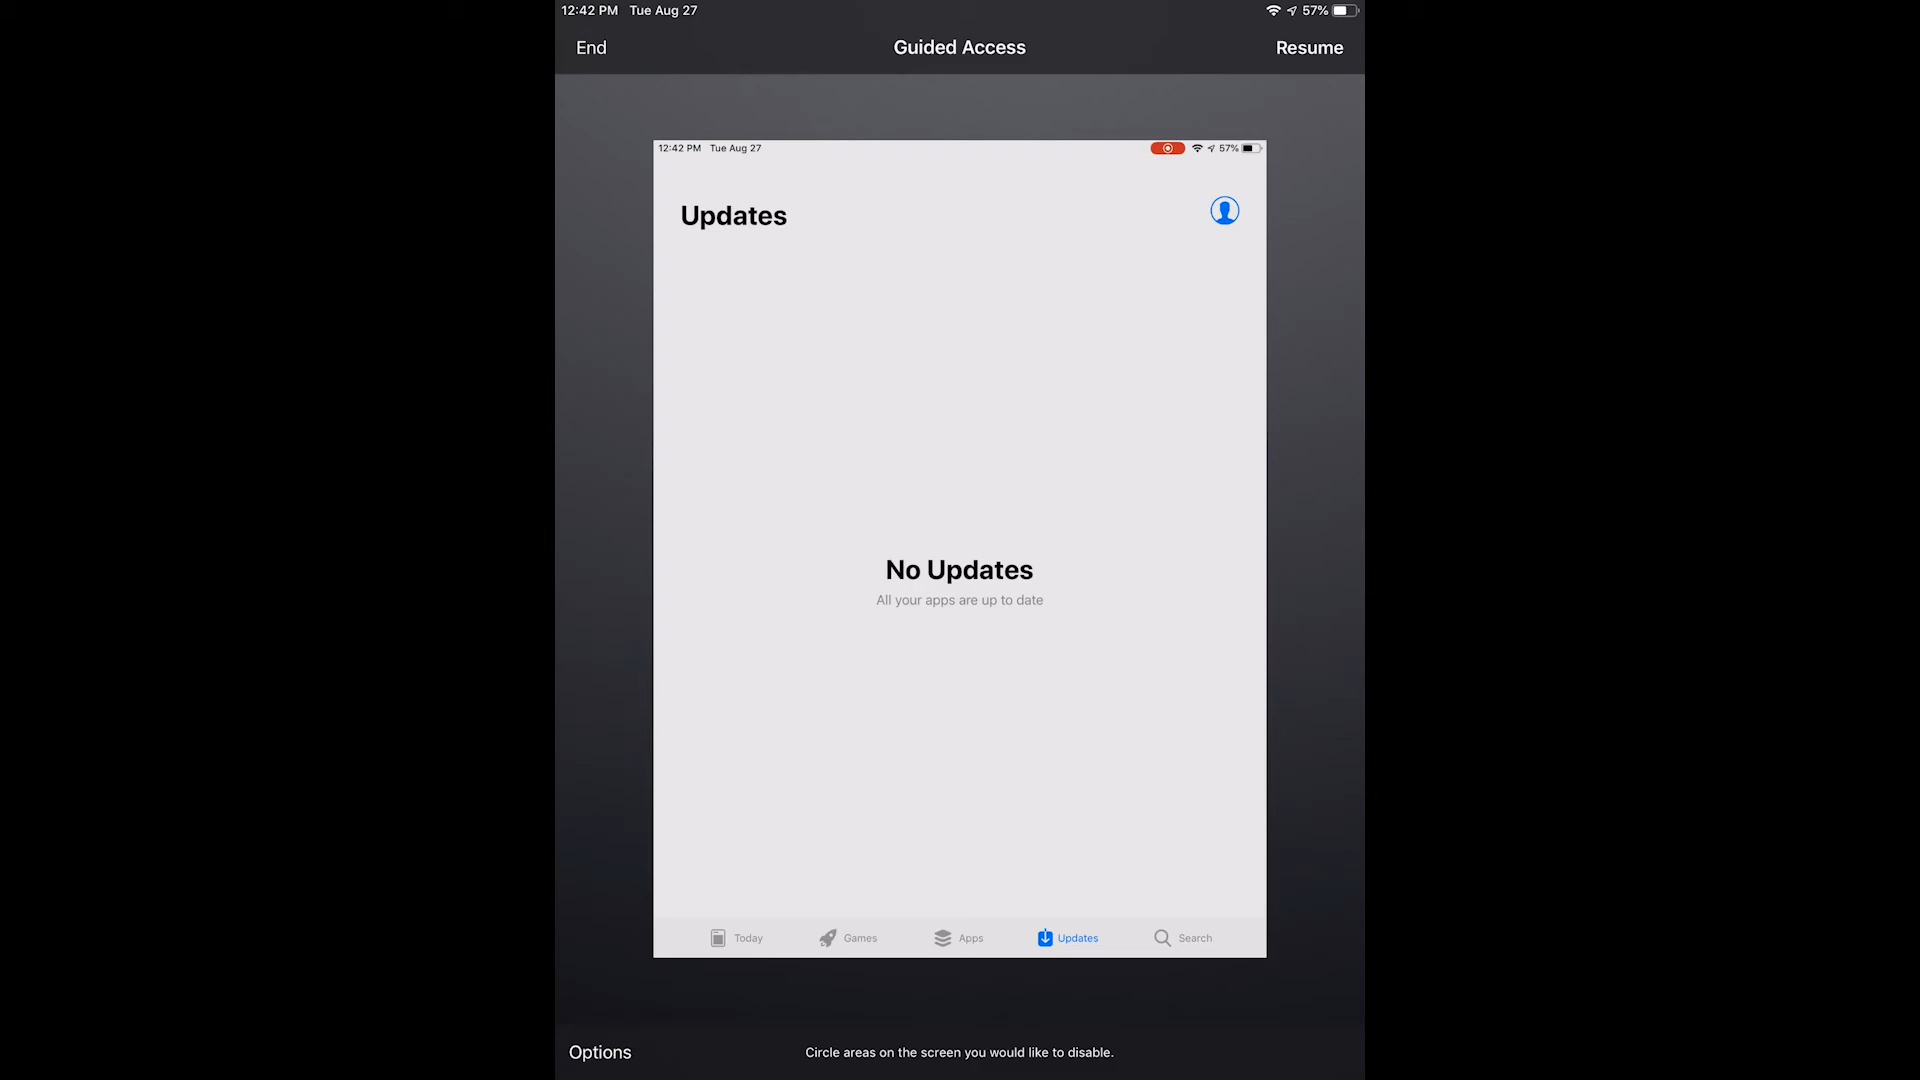 12:42 PM Tue Aug 27 57%
End Guided Access Resume
12:42 PM Tue Aug 27 57%
Updates
No Updates
All your apps are up to date
Today Games Apps Updates Search
Options Circle areas on the screen you would like to disable.